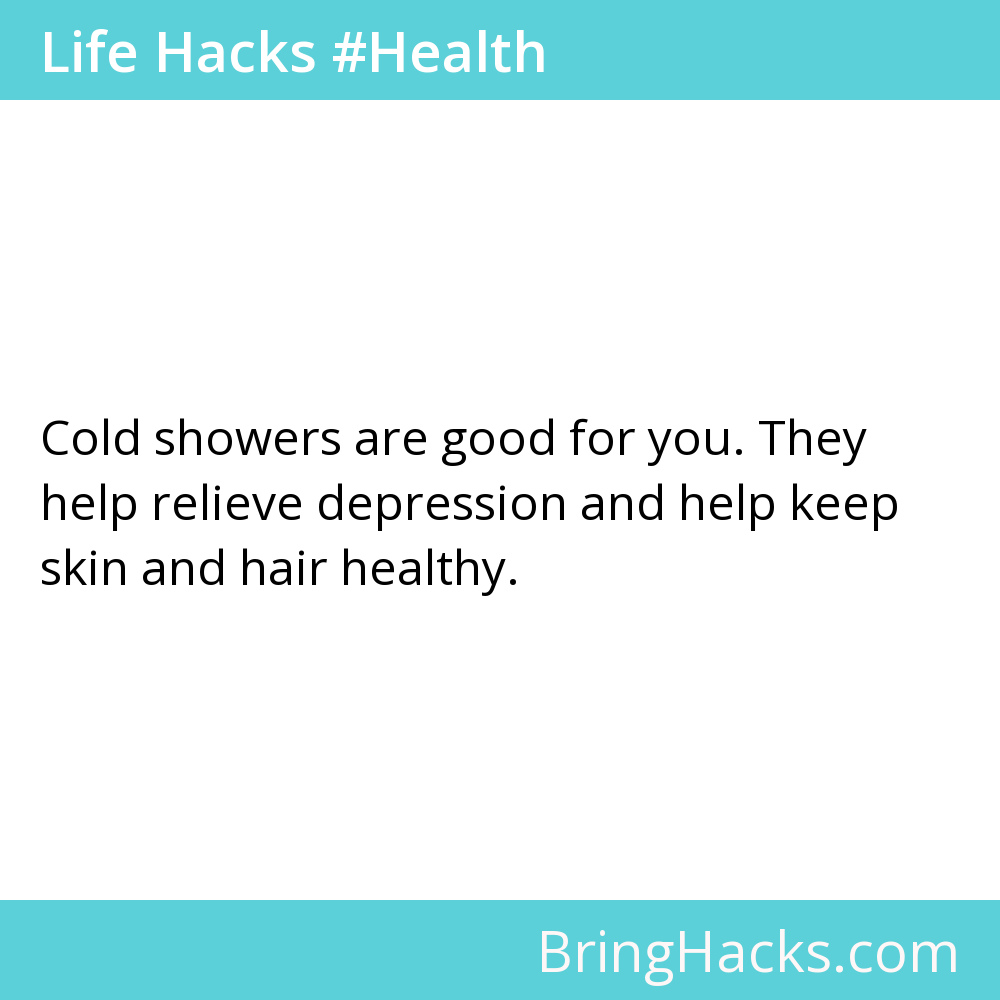 Life Hacks #Health
Cold showers are good for you. They
help relieve depression and help keep
skin and hair healthy.
BringHacks.com